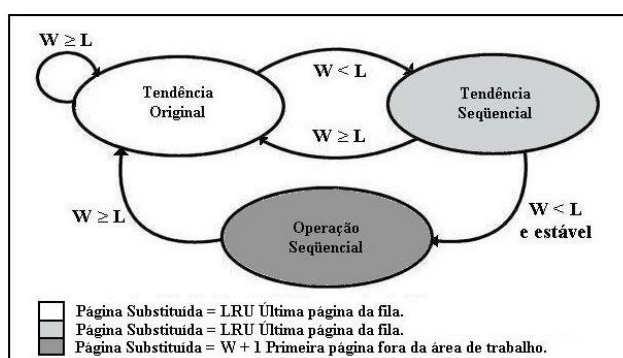 W ≥ L
Tendência
Original
W < L
W ≥ L
Tendência
Seqüencial
W ≥ L
Operação
Seqüencial
W < L
e estável
Página Substituída = LRU Última página da fila.
Página Substituída = LRU Última página da fila.
Página Substituída = W + 1 Primeira página fora da área de trabalho.